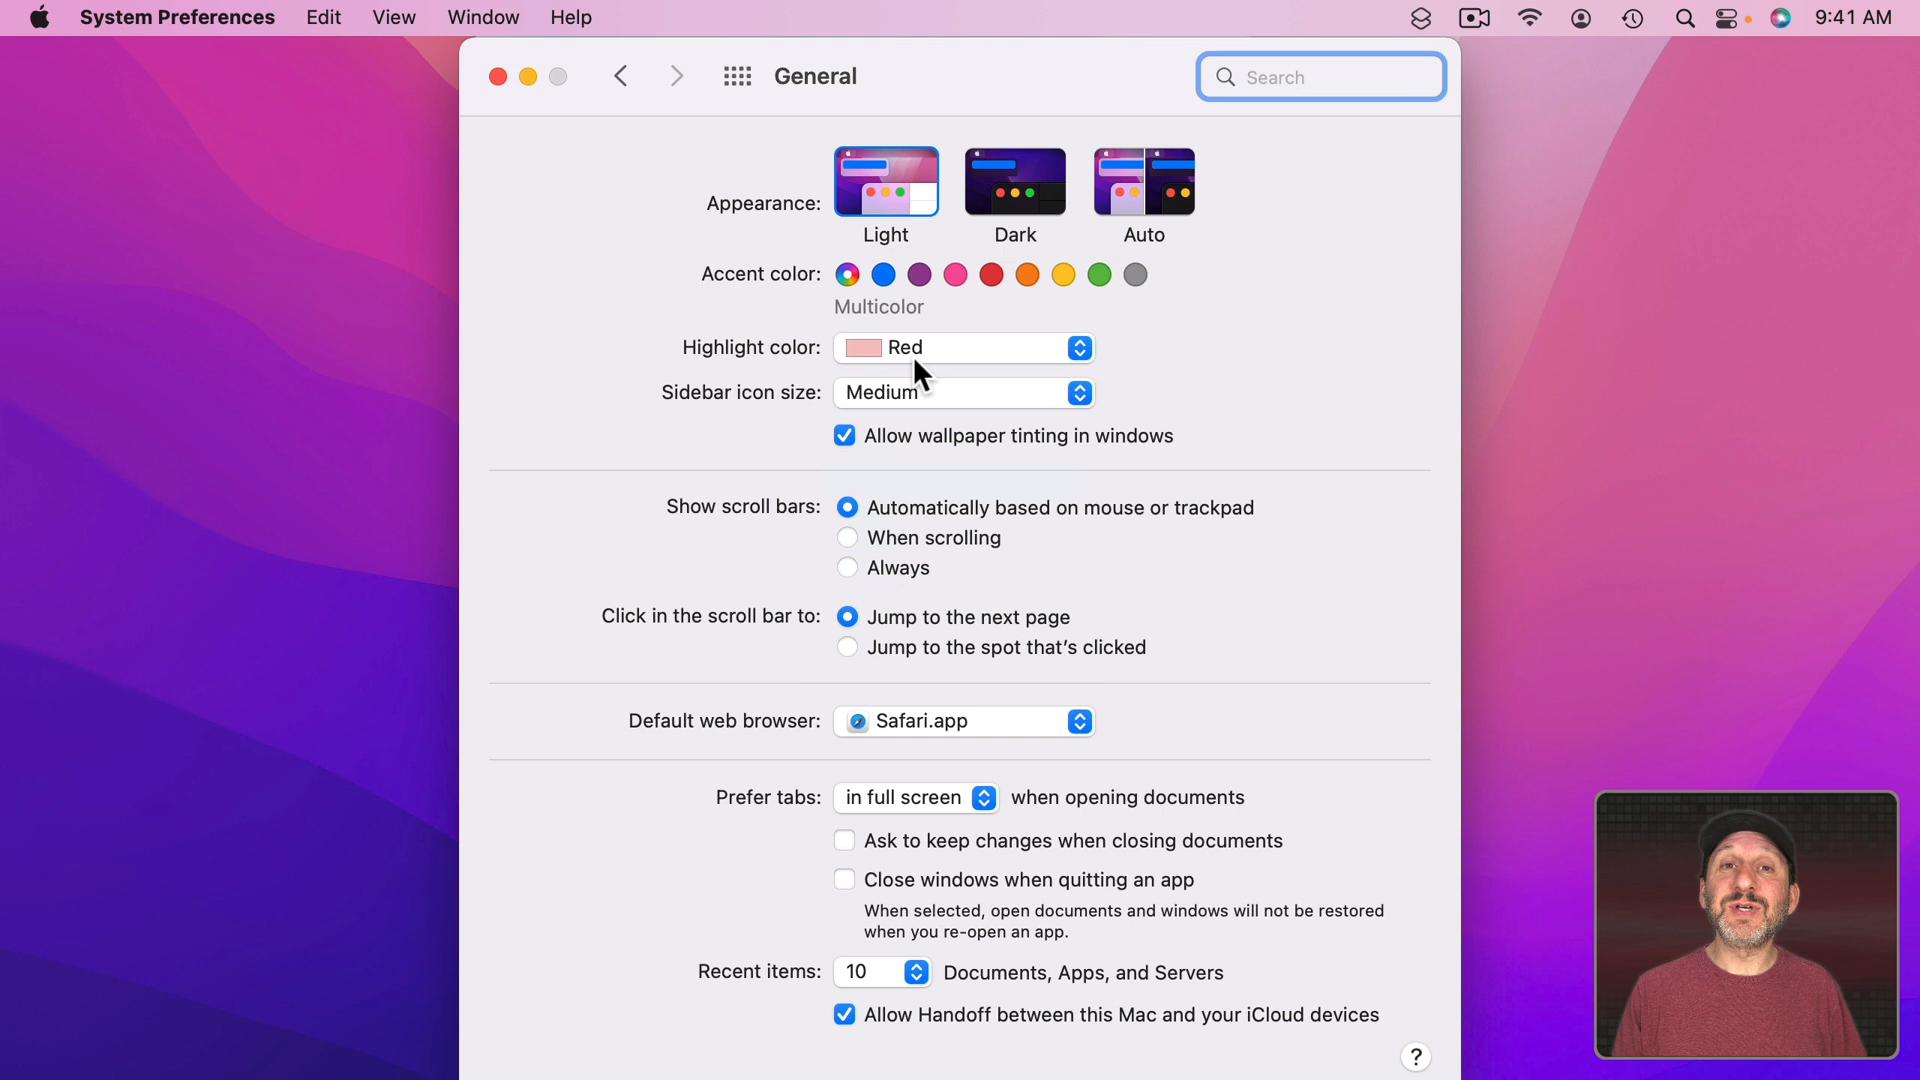 System Preferences Edit View Window Help 9:41 AM
General
Search
Appearance:
Light Dark Auto
Accent color:
Multicolor
Highlight color: Red
Sidebar icon size: Medium
Allow wallpaper tinting in windows
Show scroll bars: Automatically based on mouse or trackpad
When scrolling
Always
Click in the scroll bar to: Jump to the next page
Jump to the spot that's clicked
Default web browser: Safari.app
Prefer tabs: in full screen when opening documents
Ask to keep changes when closing documents
Close windows when quitting an app
When selected, open documents and windows will not be restored
when you re-open an app.
Recent items: 10 Documents, Apps, and Servers
Allow Handoff between this Mac and your iCloud devices
?